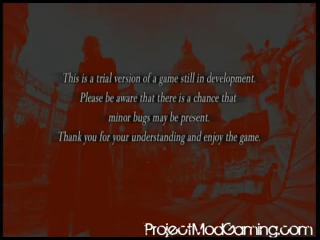 This is a trial version of a game still in development.
Please be aware that there is a chance that
minor bugs may be present.
Thank you for your understanding and enjoy the game.
ProjectModGaming.com